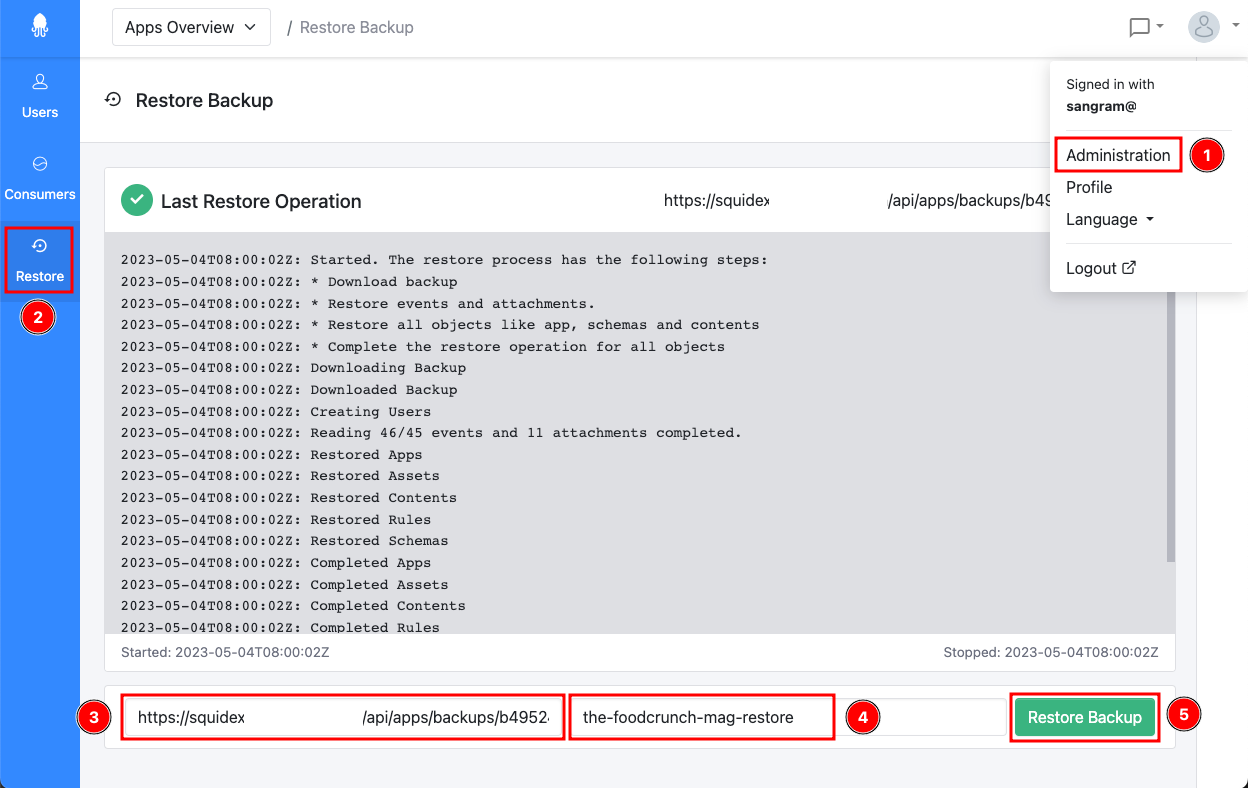 Apps Overview / Restore Backup
Signed in with
sangram@
Administration 1
Profile
Language
Logout
Users
Consumers
Restore
2
Restore Backup
Last Restore Operation https://squidex /api/apps/backups/b49
2023-05-04T08:00:02Z: Started. The restore process has the following steps:
2023-05-04T08:00:02Z: * Download backup
2023-05-04T08:00:02Z: * Restore events and attachments.
2023-05-04T08:00:02Z: * Restore all objects like app, schemas and contents
2023-05-04T08:00:02Z: * Complete the restore operation for all objects
2023-05-04T08:00:02Z: Downloading Backup
2023-05-04T08:00:02Z: Downloaded Backup
2023-05-04T08:00:02Z: Creating Users
2023-05-04T08:00:02Z: Reading 46/45 events and 11 attachments completed.
2023-05-04T08:00:02Z: Restored Apps
2023-05-04T08:00:02Z: Restored Assets
2023-05-04T08:00:02Z: Restored Contents
2023-05-04T08:00:02Z: Restored Rules
2023-05-04T08:00:02Z: Restored Schemas
2023-05-04T08:00:02Z: Completed Apps
2023-05-04T08:00:02Z: Completed Assets
2023-05-04T08:00:02Z: Completed Contents
2023-05-04T08:00:02Z: Completed Rules
Started: 2023-05-04T08:00:02Z Stopped: 2023-05-04T08:00:02Z
3 https://squidex /api/apps/backups/b4952 the-foodcrunch-mag-restore 4 Restore Backup 5